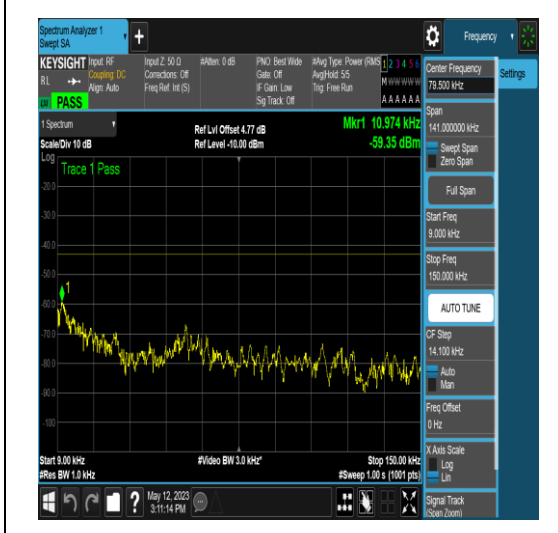 Spectrum Analyzer 1
Swept SA
Frequency
KEYSIGHT
RL
Input: RF
Coupling: DC
Align: Auto
Input Z: 50 Ω
Corrections: Off
Freq Ref: Int (S)
#Atten: 0 dB
PNO: Best Wide
Gate: Off
IF Gain: Low
Sig Track: Off
#Avg Type: Power (RMS
Avg|Hold: 5/5
Trig: Free Run
1 2 3 4 5 6
M W W W W W
A A A A A A
PASS
1 Spectrum
Scale/Div 10 dB
Ref Lvl Offset 4.77 dB
Ref Level -10.00 dBm
Mkr1 10.974 kHz
-59.35 dBm
Log
Trace 1 Pass
-20.0
-30.0
-40.0
-50.0
-60.0
-70.0
-80.0
-90.0
-100
1
Start 9.00 kHz
#Res BW 1.0 kHz
#Video BW 3.0 kHz*
Stop 150.00 kHz
#Sweep 1.00 s (1001 pts)
?
May 12, 2023
3:11:14 PM
Center Frequency
79.500 kHz
Settings
Span
141.000000 kHz
Swept Span
Zero Span
Full Span
Start Freq
9.000 kHz
Stop Freq
150.000 kHz
AUTO TUNE
CF Step
14.100 kHz
Auto
Man
Freq Offset
0 Hz
X Axis Scale
Log
Lin
Signal Track
(Span Zoom)